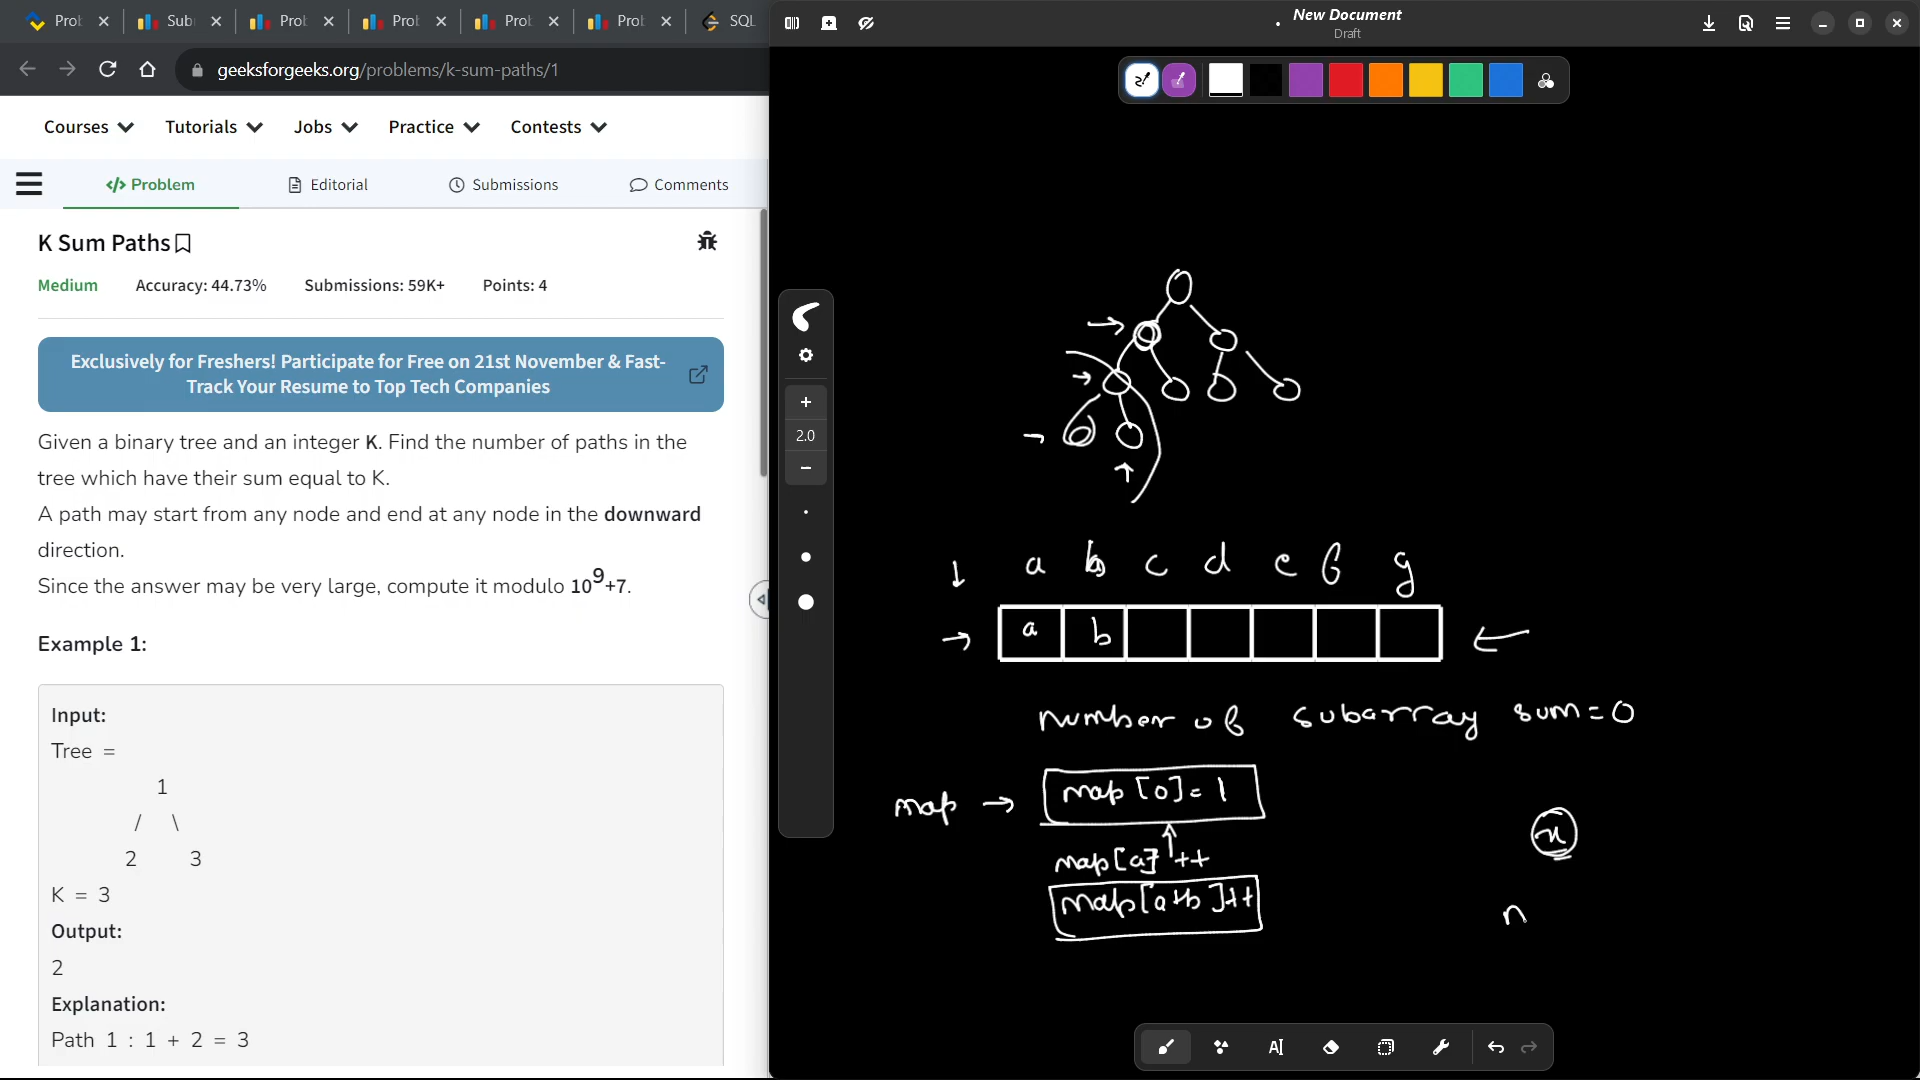 Prob
Sub
Prob
Prob
Prob
Prob
SQL
geeksforgeeks.org/problems/k-sum-paths/1
Courses Tutorials Jobs Practice Contests
</> Problem Editorial Submissions Comments
K Sum Paths
Medium Accuracy: 44.73% Submissions: 59K+ Points: 4
Exclusively for Freshers! Participate for Free on 21st November & Fast-
Track Your Resume to Top Tech Companies
Given a binary tree and an integer K. Find the number of paths in the
tree which have their sum equal to K.
A path may start from any node and end at any node in the downward
direction.
Since the answer may be very large, compute it modulo 10^9+7.
Example 1:
Input:
Tree =
1
/ \
2 3
K = 3
Output:
2
Explanation:
Path 1 : 1 + 2 = 3
New Document
Draft
+
2.0
−
a b c d e f g
a b
number of subarray sum = 0
map → map [0] = 1
map[a]++
map[a+b]++
x
n
AI